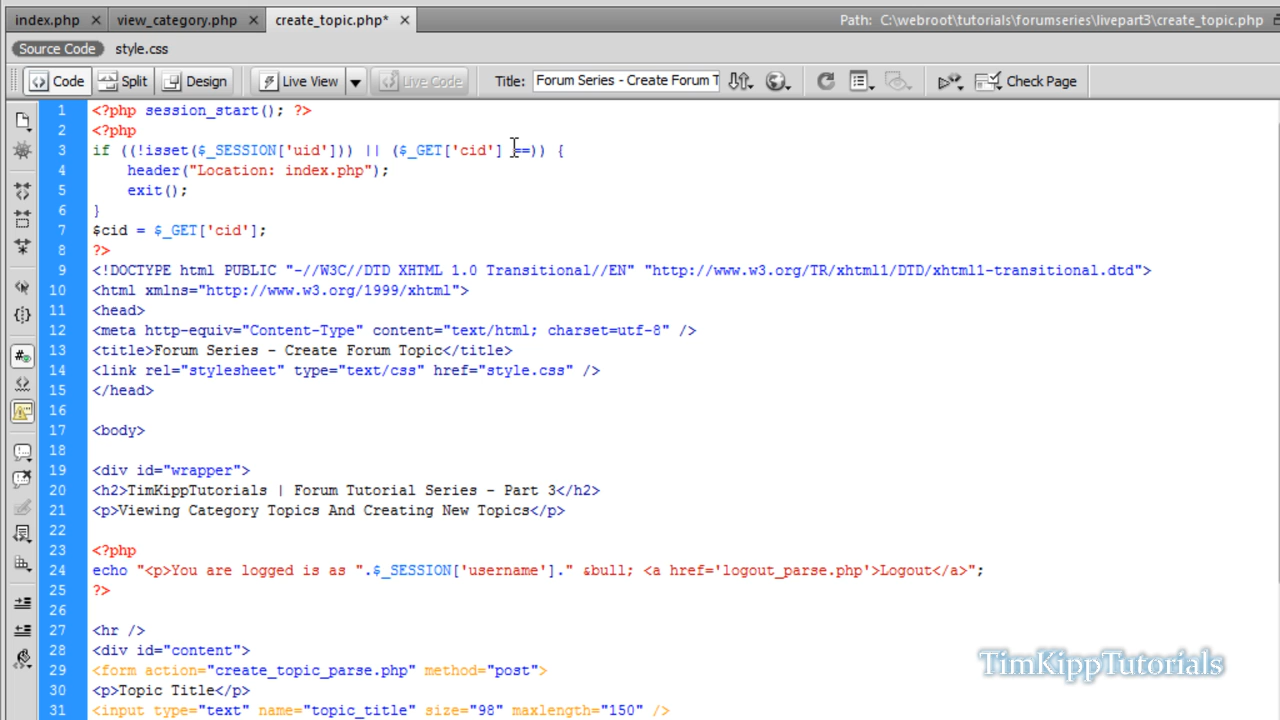 index.php × view_category.php × create_topic.php* × Path: C:\webroot\tutorials\forumseries\livepart3\create_topic.php
Source Code style.css
Code Split Design Live View Live Code Title: Forum Series - Create Forum T Check Page
1 <?php session_start(); ?>
2 <?php
3 if ((!isset($_SESSION['uid'])) || ($_GET['cid'] ==)) {
4 header("Location: index.php");
5 exit();
6 }
7 $cid = $_GET['cid'];
8 ?>
9 <!DOCTYPE html PUBLIC "-//W3C//DTD XHTML 1.0 Transitional//EN" "http://www.w3.org/TR/xhtml1/DTD/xhtml1-transitional.dtd">
10 <html xmlns="http://www.w3.org/1999/xhtml">
11 <head>
12 <meta http-equiv="Content-Type" content="text/html; charset=utf-8" />
13 <title>Forum Series - Create Forum Topic</title>
14 <link rel="stylesheet" type="text/css" href="style.css" />
15 </head>
16
17 <body>
18
19 <div id="wrapper">
20 <h2>TimKippTutorials | Forum Tutorial Series - Part 3</h2>
21 <p>Viewing Category Topics And Creating New Topics</p>
22
23 <?php
24 echo "<p>You are logged is as ".$_SESSION['username']." &bull; <a href='logout_parse.php'>Logout</a>";
25 ?>
26
27 <hr />
28 <div id="content">
29 <form action="create_topic_parse.php" method="post">
30 <p>Topic Title</p>
31 <input type="text" name="topic_title" size="98" maxlength="150" />
TimKippTutorials